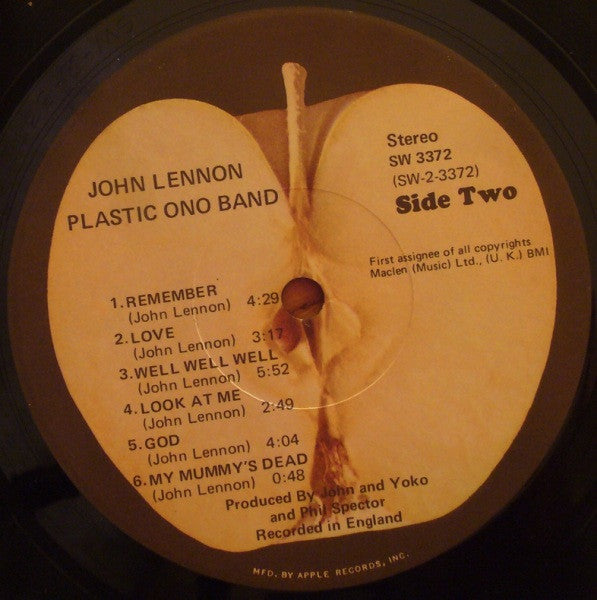 JOHN LENNON
PLASTIC ONO BAND
Stereo
SW 3372
(SW-2-3372)
Side Two
First assignee of all copyrights
Maclen (Music) Ltd., (U. K.) BMI
1. REMEMBER
(John Lennon) 4:29
2. LOVE
(John Lennon) 3:17
3. WELL WELL WELL
(John Lennon) 5:52
4. LOOK AT ME
(John Lennon) 2:49
5. GOD
(John Lennon) 4:04
6. MY MUMMY'S DEAD
(John Lennon) 0:48
Produced By John and Yoko
and Phil Spector
Recorded in England
MFD. BY APPLE RECORDS, INC.